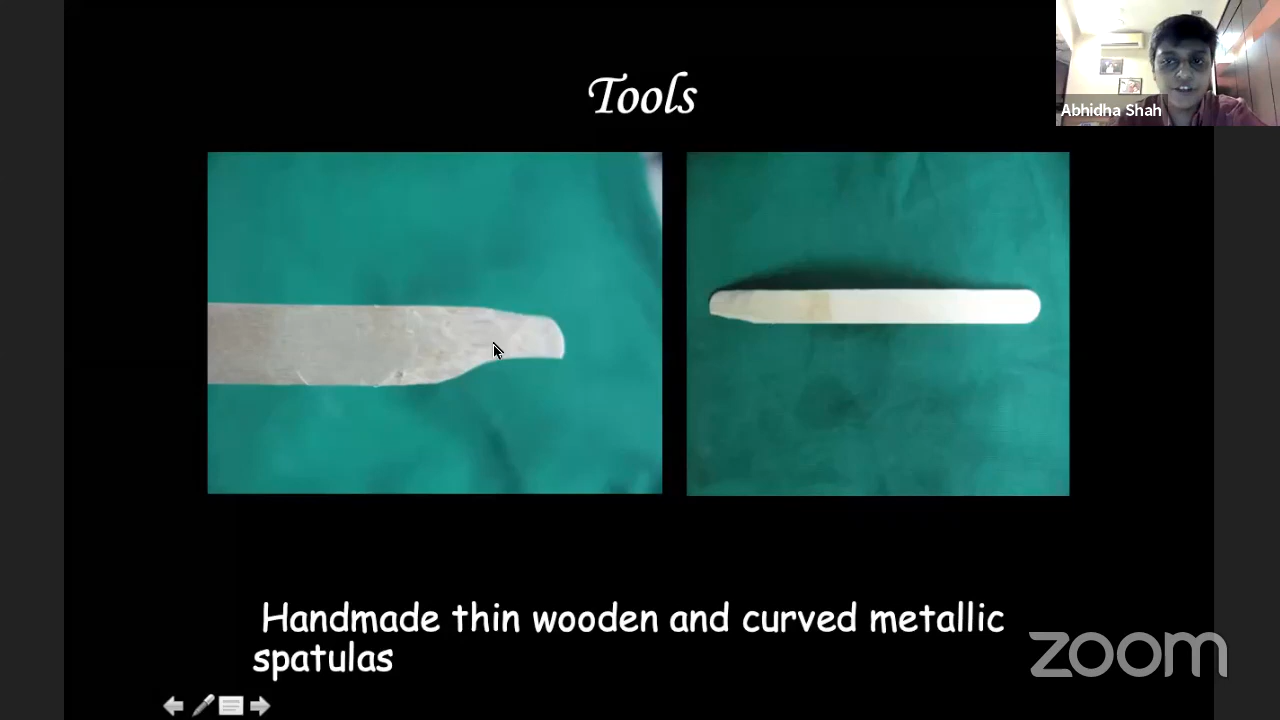 Tools
Abhidha Shah
Handmade thin wooden and curved metallic
spatulas
zoom